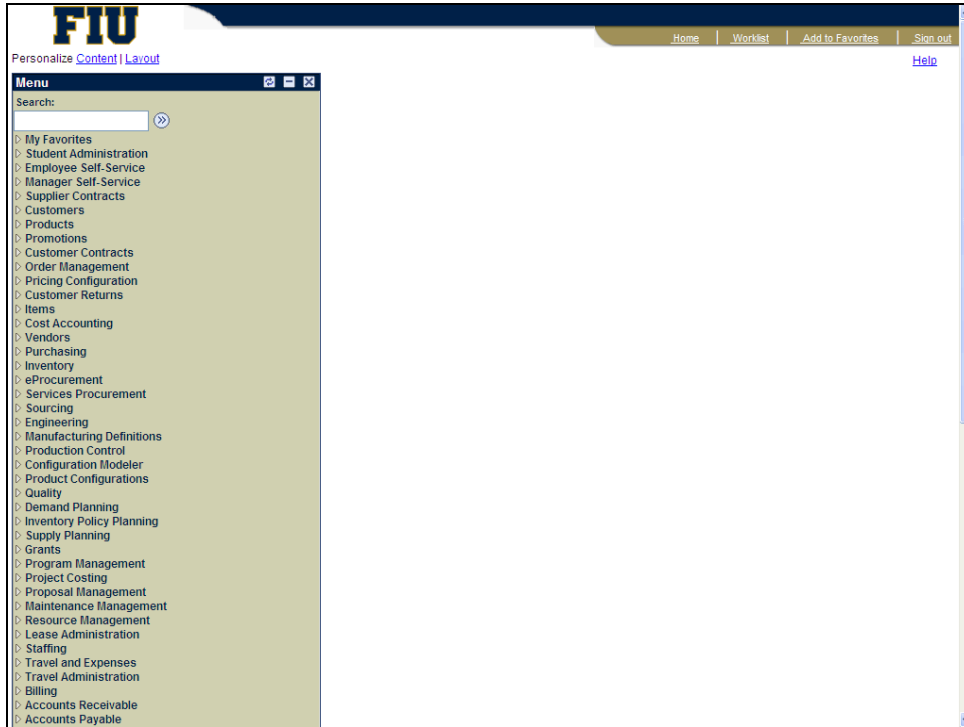 FIU
Home | Worklist | Add to Favorites | Sign out
Personalize Content | Layout
Help
Menu
Search:
My Favorites
Student Administration
Employee Self-Service
Manager Self-Service
Supplier Contracts
Customers
Products
Promotions
Customer Contracts
Order Management
Pricing Configuration
Customer Returns
Items
Cost Accounting
Vendors
Purchasing
Inventory
eProcurement
Services Procurement
Sourcing
Engineering
Manufacturing Definitions
Production Control
Configuration Modeler
Product Configurations
Quality
Demand Planning
Inventory Policy Planning
Supply Planning
Grants
Program Management
Project Costing
Proposal Management
Maintenance Management
Resource Management
Lease Administration
Staffing
Travel and Expenses
Travel Administration
Billing
Accounts Receivable
Accounts Payable